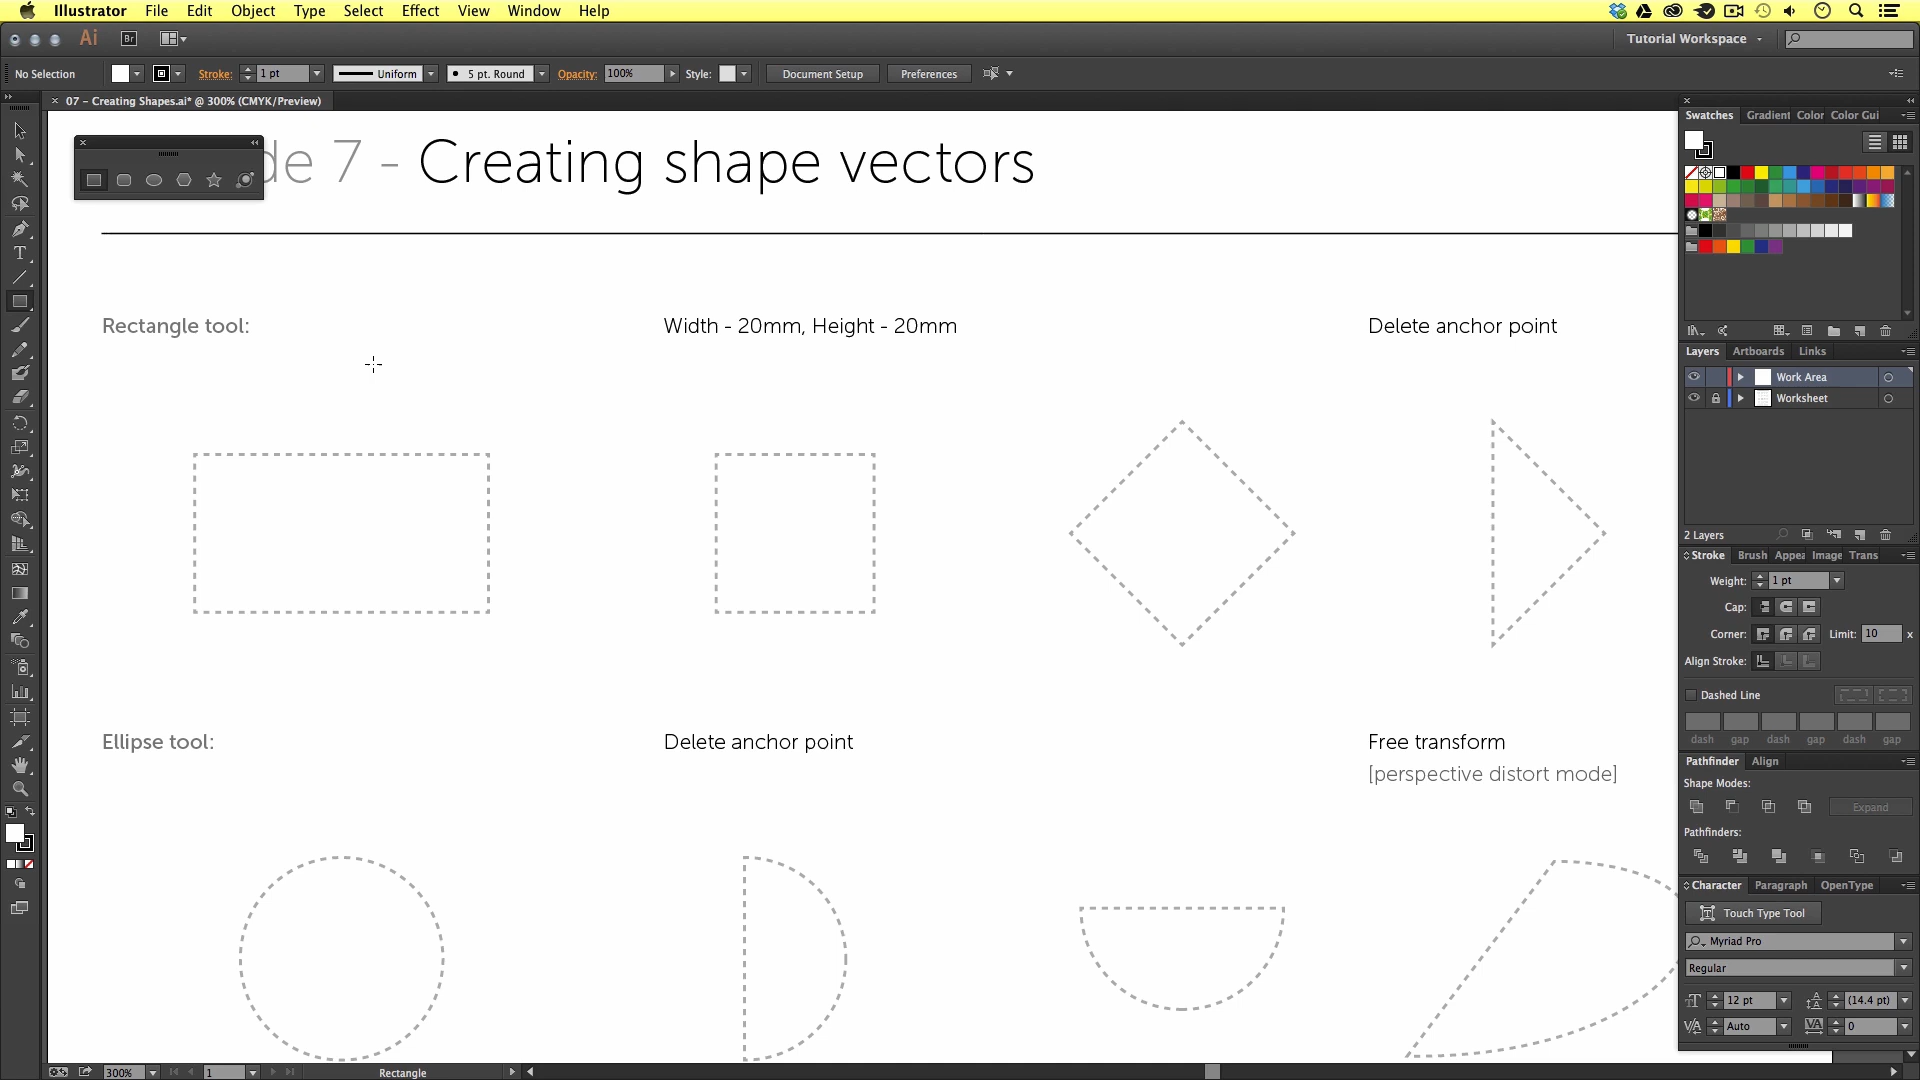 Illustrator File Edit Object Type Select Effect View Window Help
Ai Br Tutorial Workspace
No Selection Stroke: 1 pt Uniform 5 pt. Round Opacity: 100% Style: Document Setup Preferences
07 – Creating Shapes.ai* @ 300% (CMYK/Preview)
de 7 - Creating shape vectors
Rectangle tool:
Width - 20mm, Height - 20mm
Delete anchor point
Ellipse tool:
Delete anchor point
Free transform
[perspective distort mode]
Swatches Gradient Color Color Gui
Layers Artboards Links
Work Area
Worksheet
2 Layers
Stroke Brush Appea Image Trans
Weight: 1 pt
Cap:
Corner: Limit: 10 x
Align Stroke:
Dashed Line
dash gap dash gap dash gap
Pathfinder Align
Shape Modes:
Expand
Pathfinders:
Character Paragraph OpenType
Touch Type Tool
Myriad Pro
Regular
12 pt (14.4 pt)
Auto 0
300% 1 Rectangle